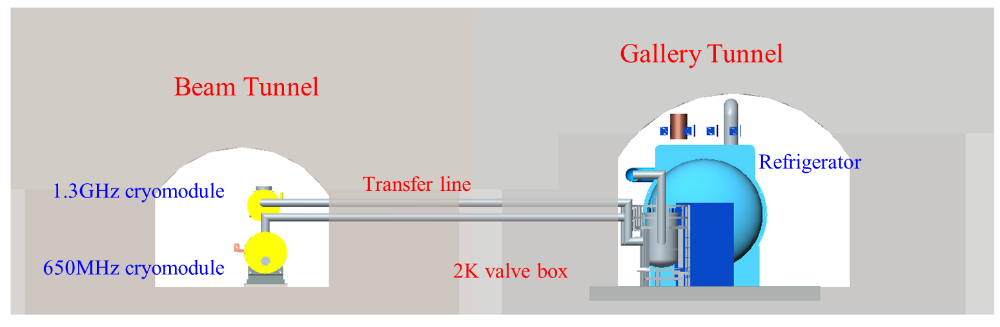 Gallery Tunnel
Beam Tunnel
Refrigerator
Transfer line
1.3GHz cryomodule
650MHz cryomodule
2K valve box